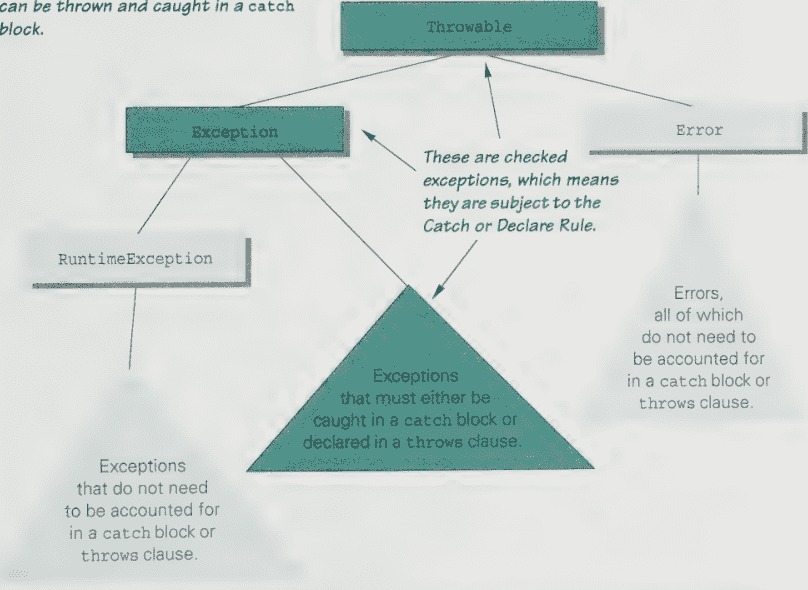 can be thrown and caught in a catch
block.
Throwable
Exception
Error
These are checked
exceptions, which means
they are subject to the
Catch or Declare Rule.
RuntimeException
Errors,
all of which
do not need to
be accounted for
in a catch block or
throws clause.
Exceptions
that must either be
caught in a catch block or
declared in a throws clause.
Exceptions
that do not need
to be accounted for
in a catch block or
throws clause.